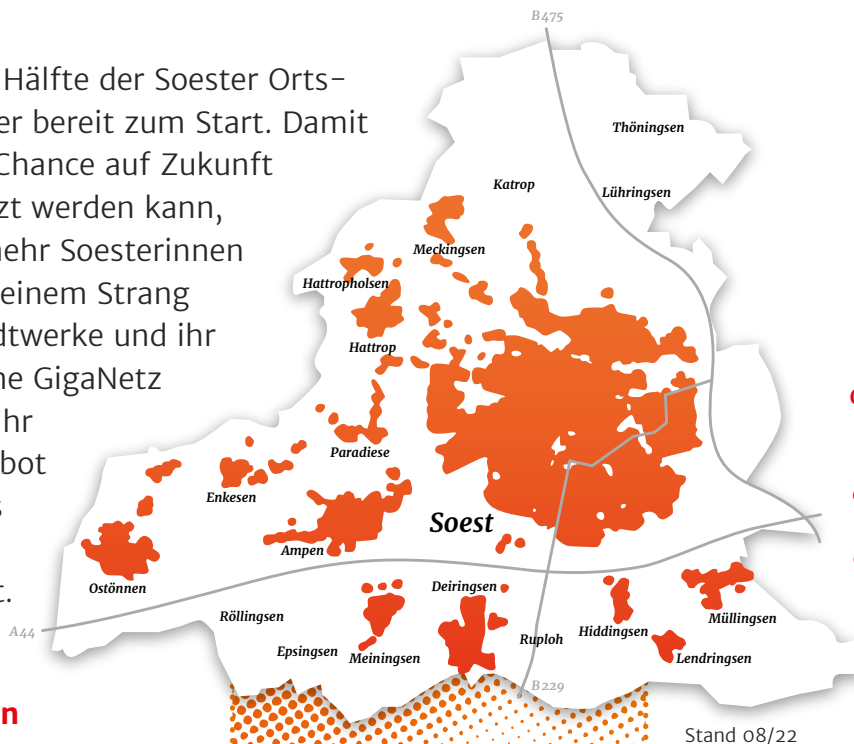 Hälfte der Soester Orts-
er bereit zum Start. Damit
Chance auf Zukunft
zt werden kann,
mehr Soesterinnen
einem Strang
dtwerke und ihr
he GigaNetz
hr
bot
s
t.
n
B475
Thöningsen
Katrop
Lühringsen
Meckingsen
Hattropholsen
Hattrop
Paradiese
Enkesen
Soest
Ampen
Ostönnen
Deiringsen
Röllingsen
Müllingsen
A44
Hiddingsen
Ruploh
Epsingsen
Meiningsen
Lendringsen
B229
Stand 08/22